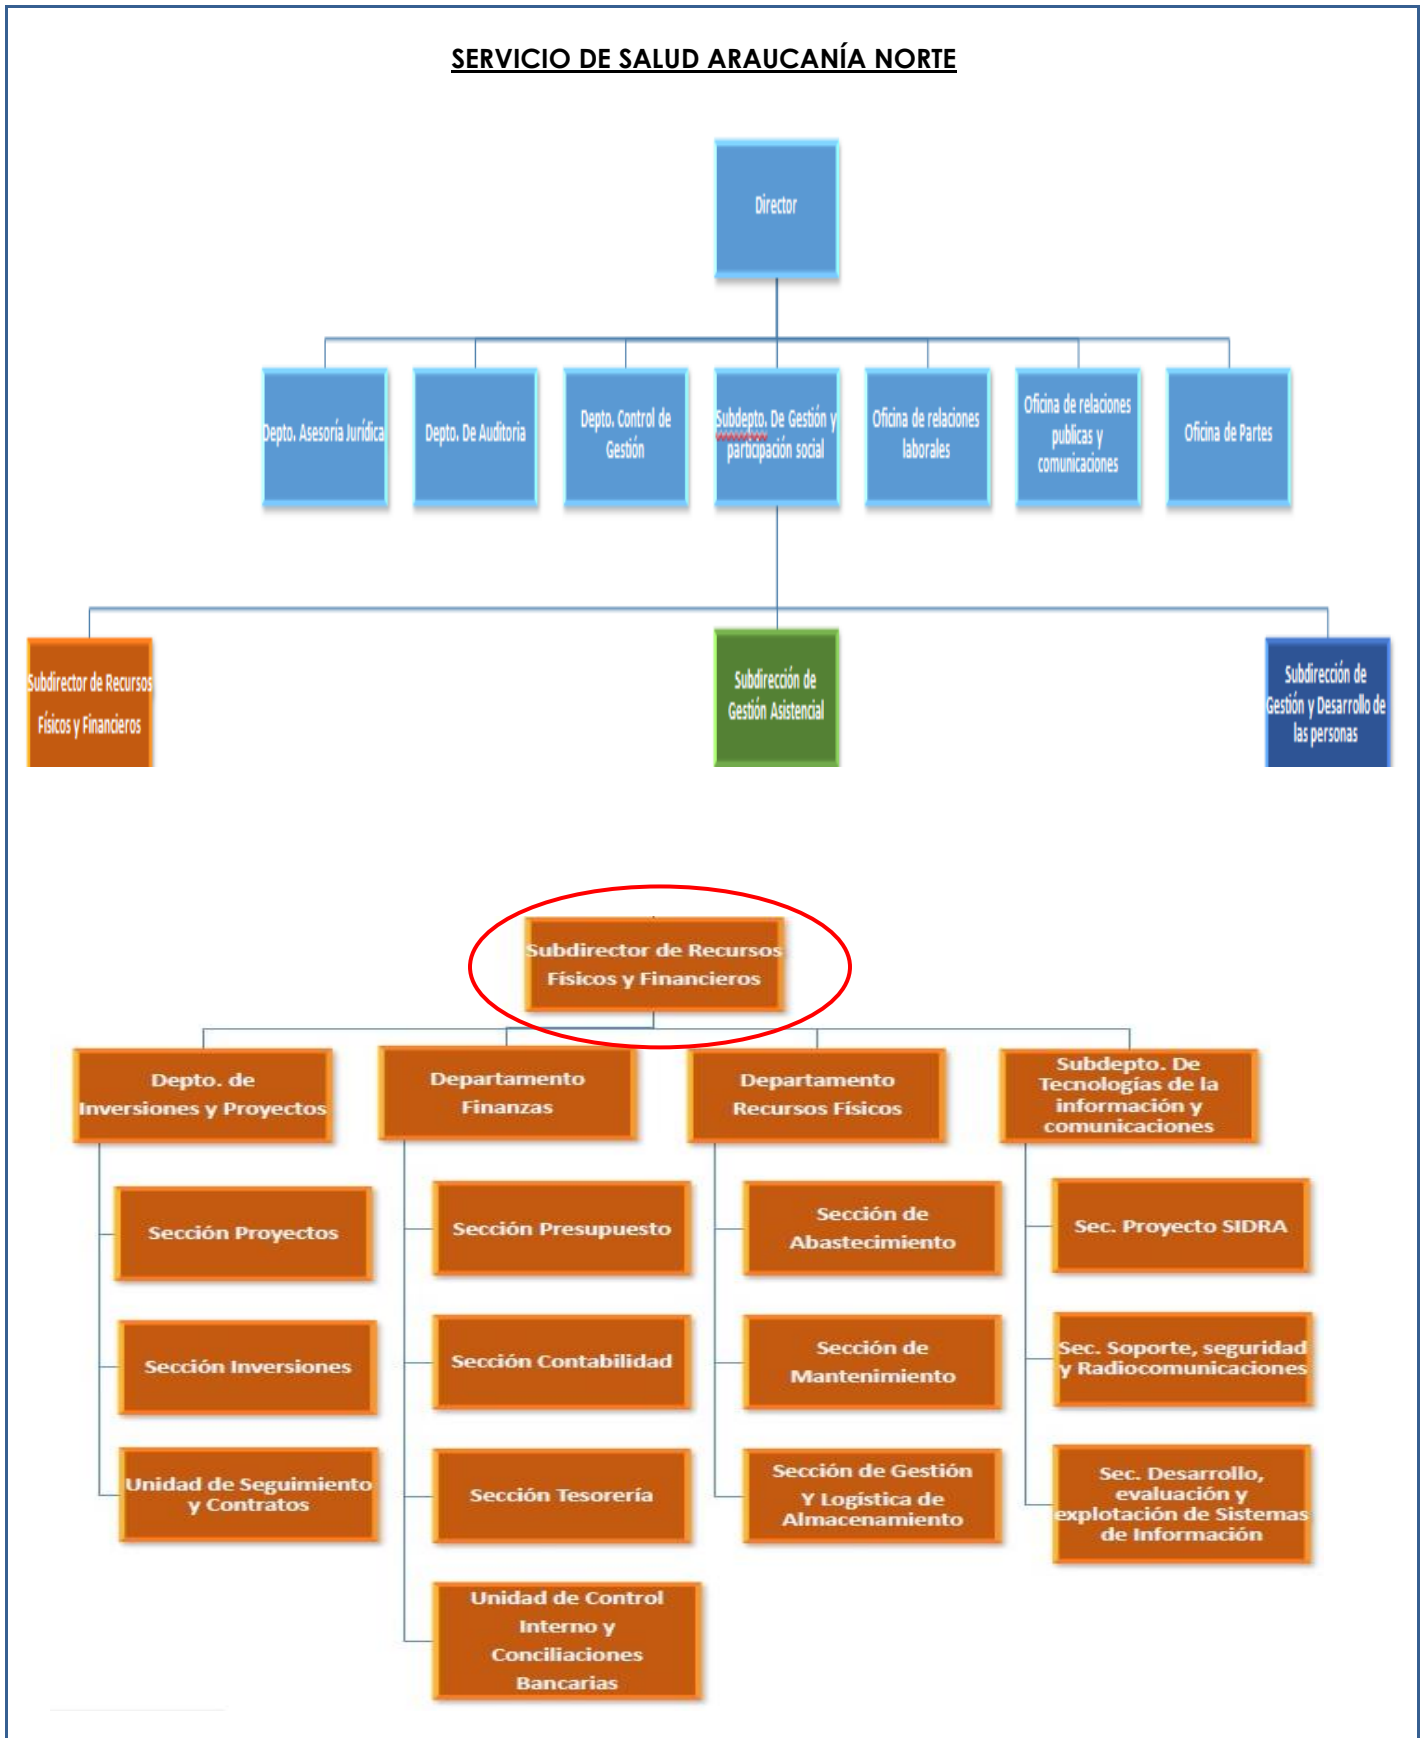 SERVICIO DE SALUD ARAUCANÍA NORTE
Director
Depto. Asesoría Jurídica
Depto. De Auditoria
Depto. Control de
Gestión
Subdepto. De Gestión y
participación social
Oficina de relaciones
laborales
Oficina de relaciones
publicas y
comunicaciones
Oficina de Partes
Subdirector de Recursos
Físicos y Financieros
Subdirección de
Gestión Asistencial
Subdirección de
Gestión y Desarrollo de
las personas
Subdirector de Recursos
Físicos y Financieros
Depto. de
Inversiones y Proyectos
Departamento
Finanzas
Departamento
Recursos Físicos
Subdepto. De
Tecnologías de la
información y
comunicaciones
Sección Proyectos
Sección Inversiones
Unidad de Seguimiento
y Contratos
Sección Presupuesto
Sección Contabilidad
Sección Tesorería
Unidad de Control
Interno y
Conciliaciones
Bancarias
Sección de
Abastecimiento
Sección de
Mantenimiento
Sección de Gestión
Y Logística de
Almacenamiento
Sec. Proyecto SIDRA
Sec. Soporte, seguridad
y Radiocomunicaciones
Sec. Desarrollo,
evaluación y
explotación de Sistemas
de Información